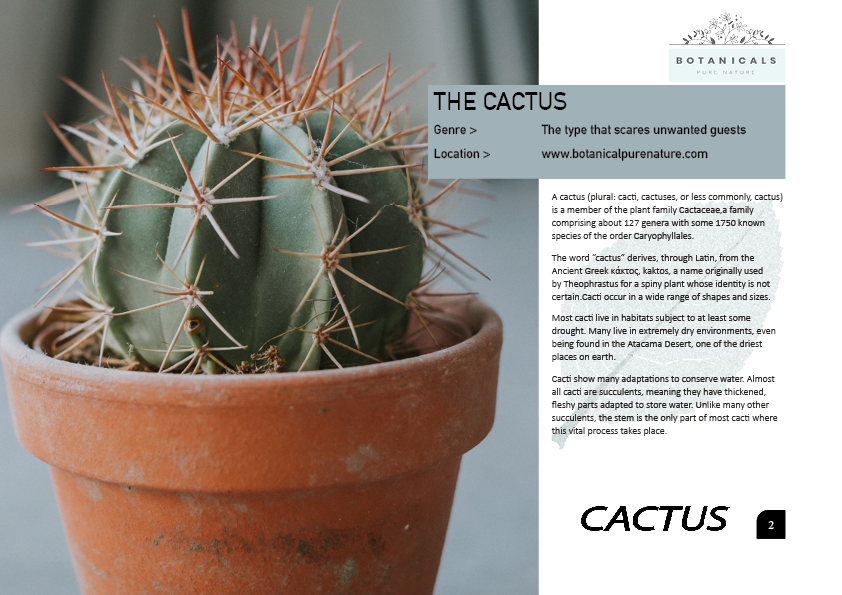 BOTANICALS
PURE NATURE
THE CACTUS
Genre > The type that scares unwanted guests
Location > www.botanicalpurenature.com
A cactus (plural: cacti, cactuses, or less commonly, cactus)
is a member of the plant family Cactaceae,a family
comprising about 127 genera with some 1750 known
species of the order Caryophyllales.
The word “cactus” derives, through Latin, from the
Ancient Greek κάκτος, kaktos, a name originally used
by Theophrastus for a spiny plant whose identity is not
certain.Cacti occur in a wide range of shapes and sizes.
Most cacti live in habitats subject to at least some
drought. Many live in extremely dry environments, even
being found in the Atacama Desert, one of the driest
places on earth.
Cacti show many adaptations to conserve water. Almost
all cacti are succulents, meaning they have thickened,
fleshy parts adapted to store water. Unlike many other
succulents, the stem is the only part of most cacti where
this vital process takes place.
CACTUS
2